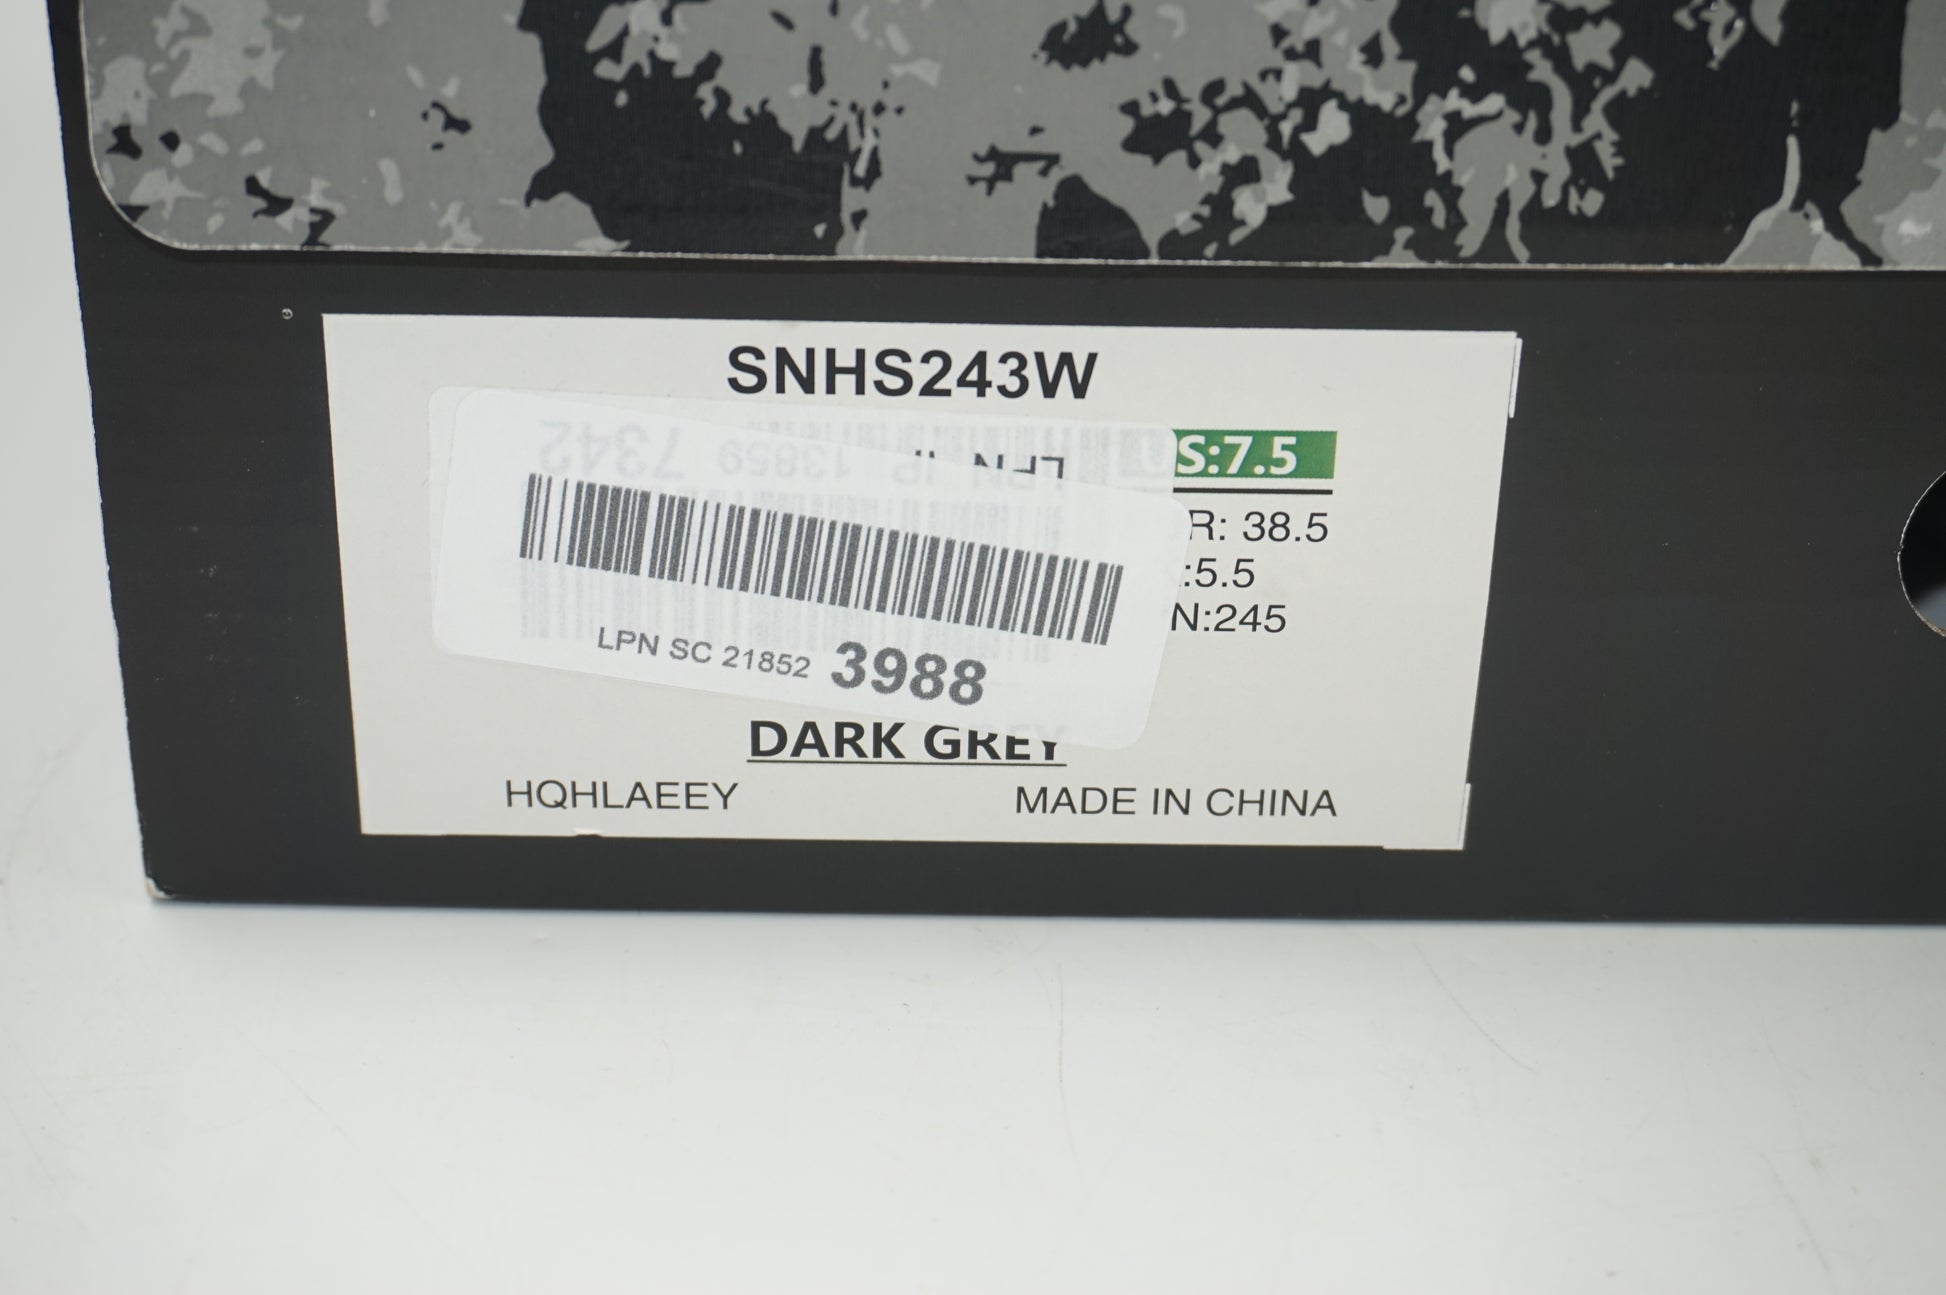 SNHS243W
S:7.5
R: 38.5
:5.5
N:245
LPN SC 21852 3988
DARK GREY
HQHLAEEY
MADE IN CHINA